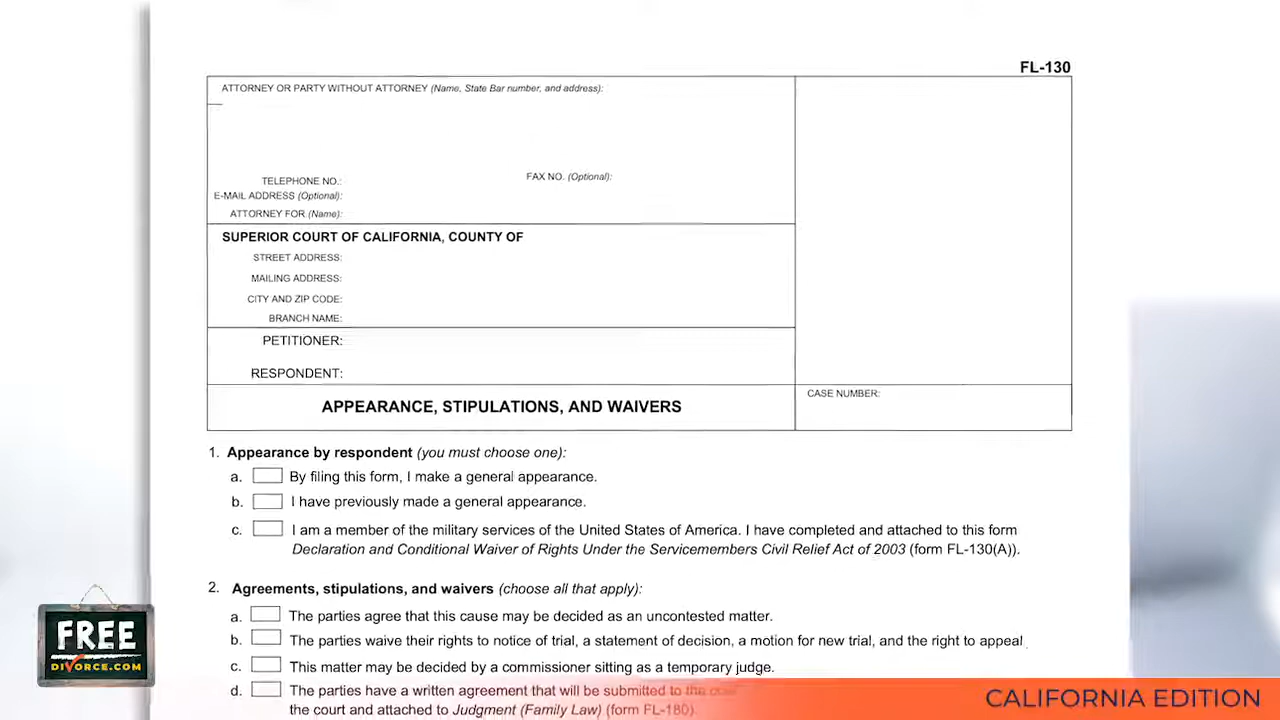 FL-130
ATTORNEY OR PARTY WITHOUT ATTORNEY (Name, State Bar number, and address):
TELEPHONE NO.:
FAX NO. (Optional):
E-MAIL ADDRESS (Optional):
ATTORNEY FOR (Name):
SUPERIOR COURT OF CALIFORNIA, COUNTY OF
STREET ADDRESS:
MAILING ADDRESS:
CITY AND ZIP CODE:
BRANCH NAME:
PETITIONER:
RESPONDENT:
APPEARANCE, STIPULATIONS, AND WAIVERS
CASE NUMBER:
1. Appearance by respondent (you must choose one):
a. By filing this form, I make a general appearance.
b. I have previously made a general appearance.
c. I am a member of the military services of the United States of America. I have completed and attached to this form
Declaration and Conditional Waiver of Rights Under the Servicemembers Civil Relief Act of 2003 (form FL-130(A)).
2. Agreements, stipulations, and waivers (choose all that apply):
a. The parties agree that this cause may be decided as an uncontested matter.
b. The parties waive their rights to notice of trial, a statement of decision, a motion for new trial, and the right to appeal.
c. This matter may be decided by a commissioner sitting as a temporary judge.
d. The parties have a written agreement that will be submitted to the
the court and attached to Judgment (Family Law) (form FL-180).
FREE
DIVORCE.COM
CALIFORNIA EDITION